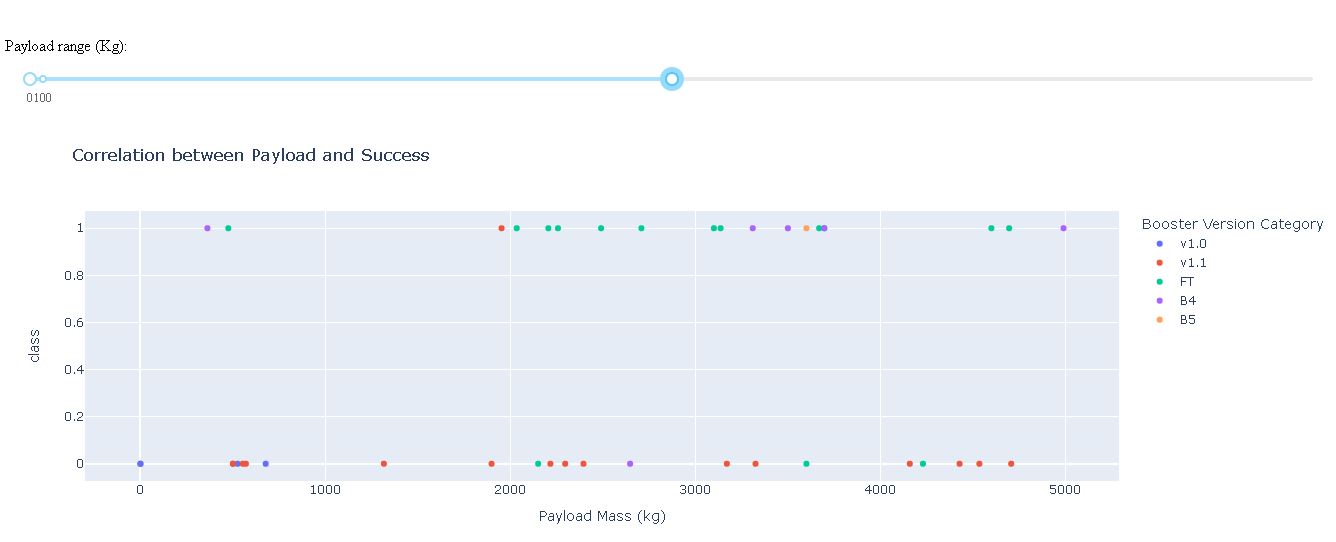 Payload range (Kg):
0100
Correlation between Payload and Success
Booster Version Category
v1.0
v1.1
FT
B4
B5
class
1
0.8
0.6
0.4
0.2
0
0 1000 2000 3000 4000 5000
Payload Mass (kg)